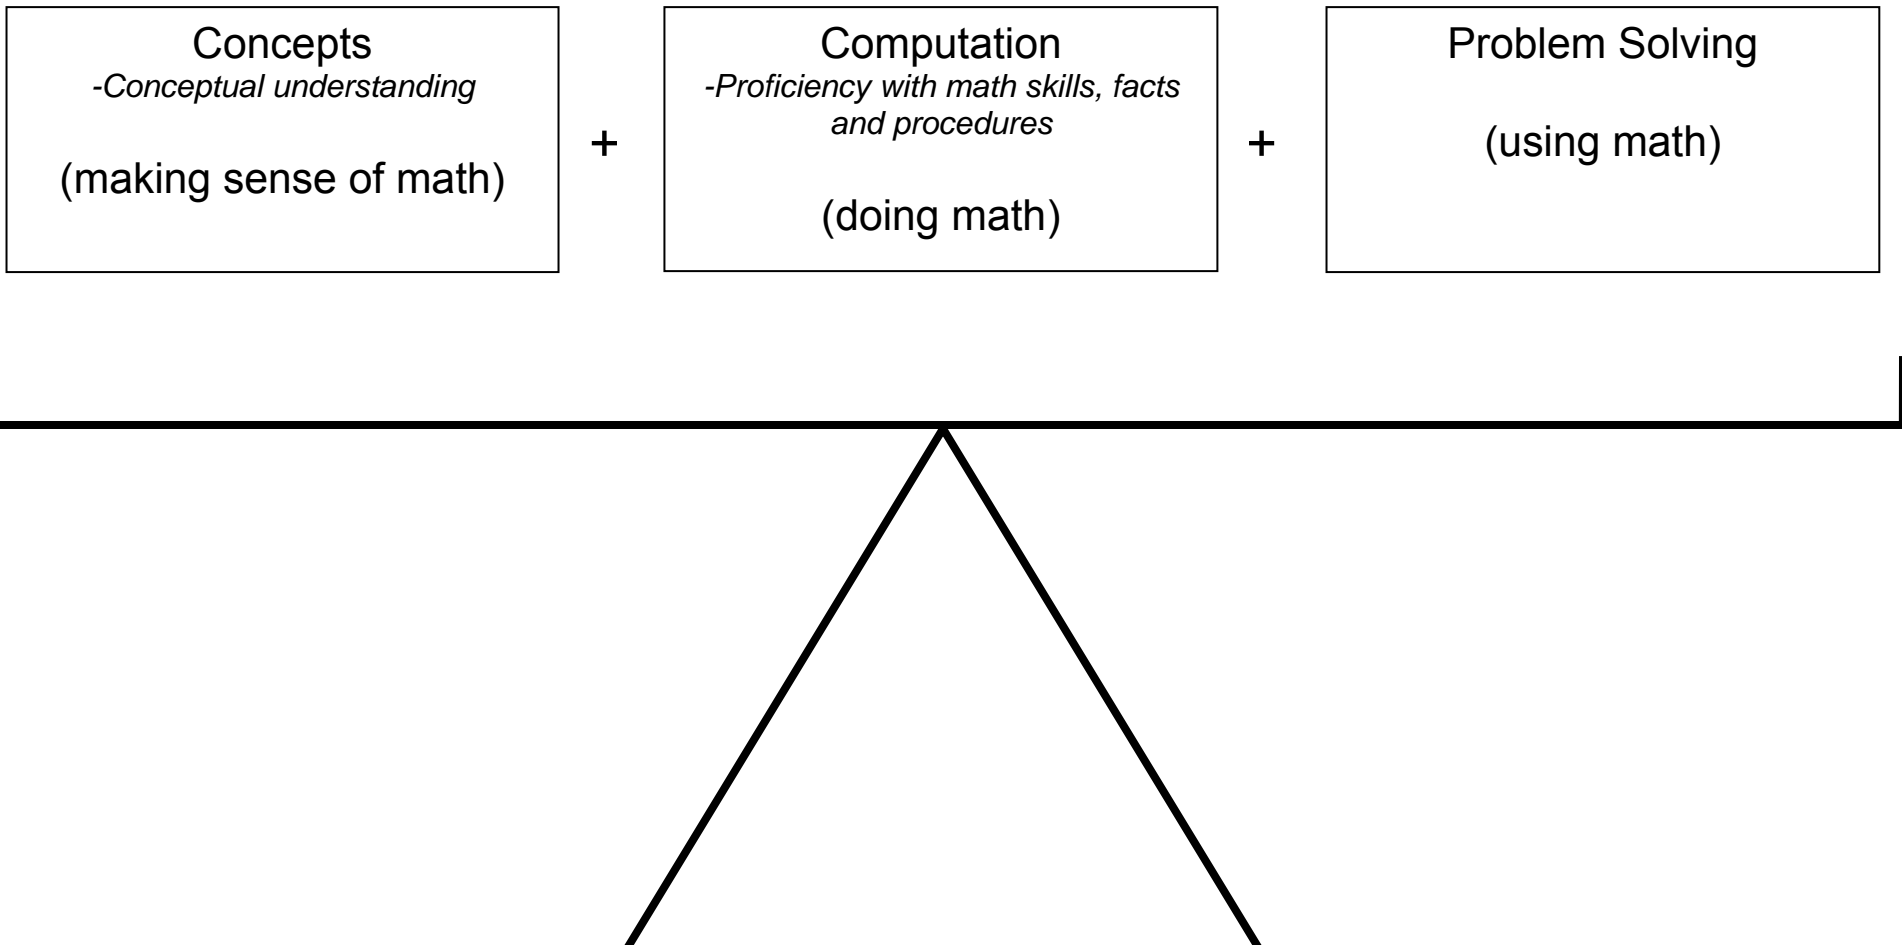 Concepts
-Conceptual understanding
(making sense of math)
+
Computation
-Proficiency with math skills, facts
and procedures
(doing math)
+
Problem Solving
(using math)